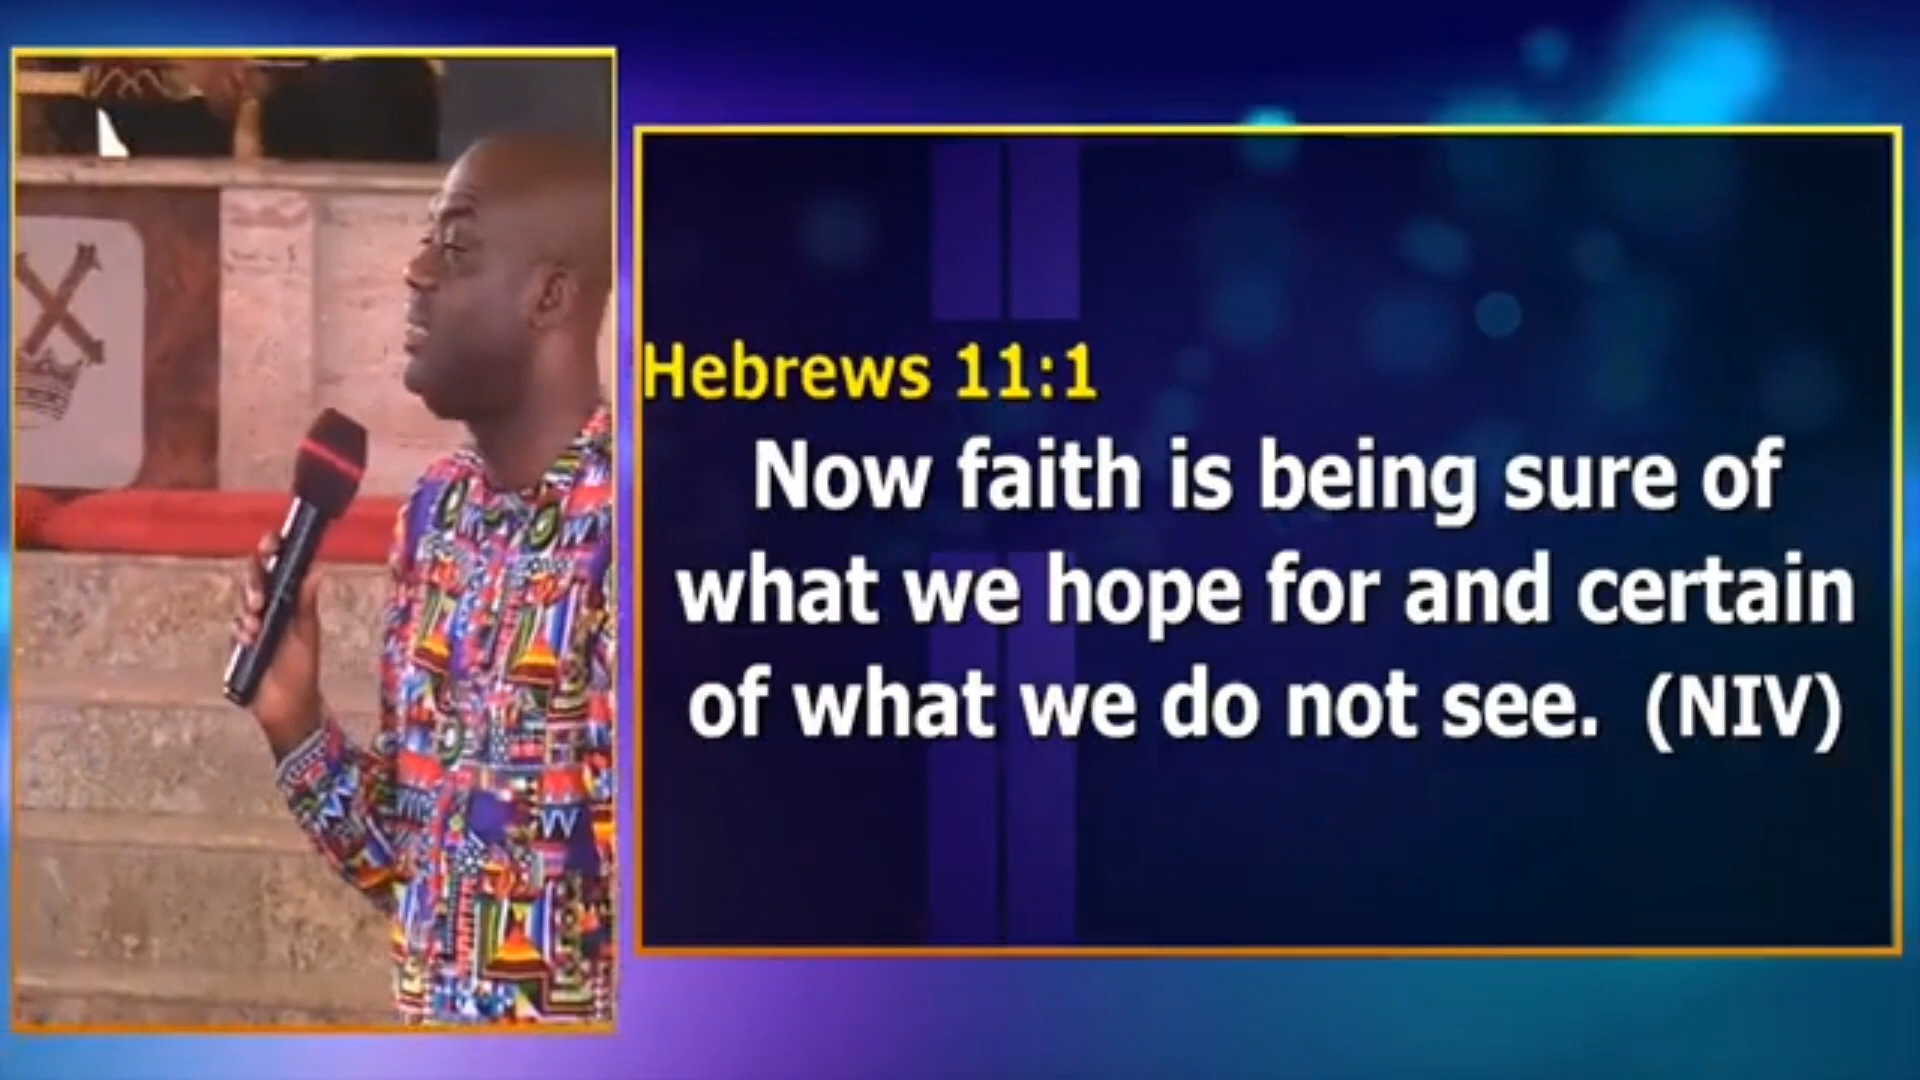 Hebrews 11:1
Now faith is being sure of
what we hope for and certain
of what we do not see. (NIV)